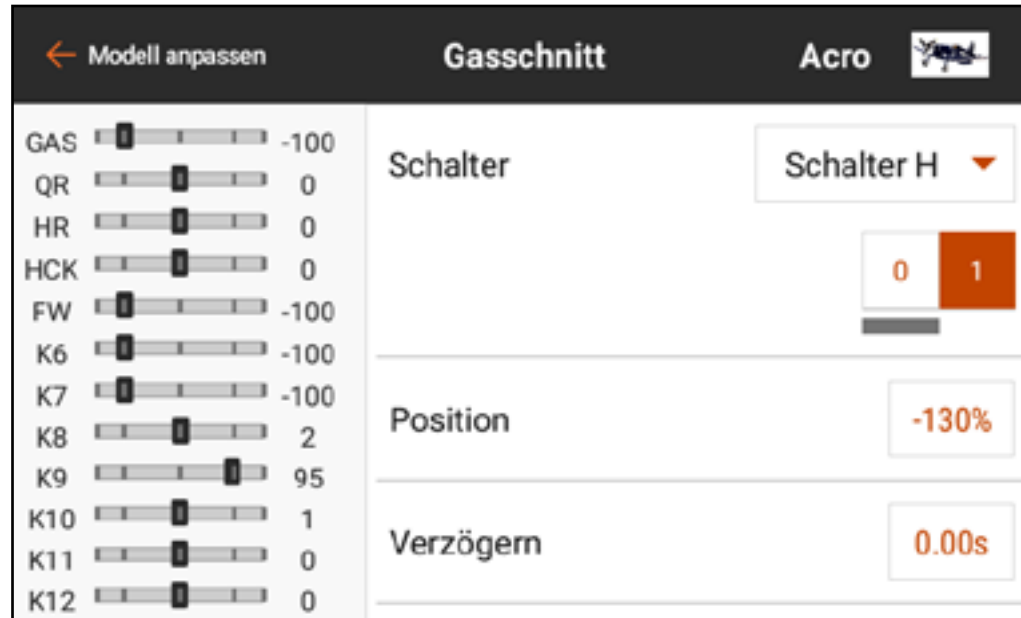 ← Modell anpassen Gasschnitt Acro
GAS -100
QR 0
HR 0
HCK 0
FW -100
K6 -100
K7 -100
K8 2
K9 95
K10 1
K11 0
K12 0
Schalter Schalter H
0 1
Position -130%
Verzögern 0.00s